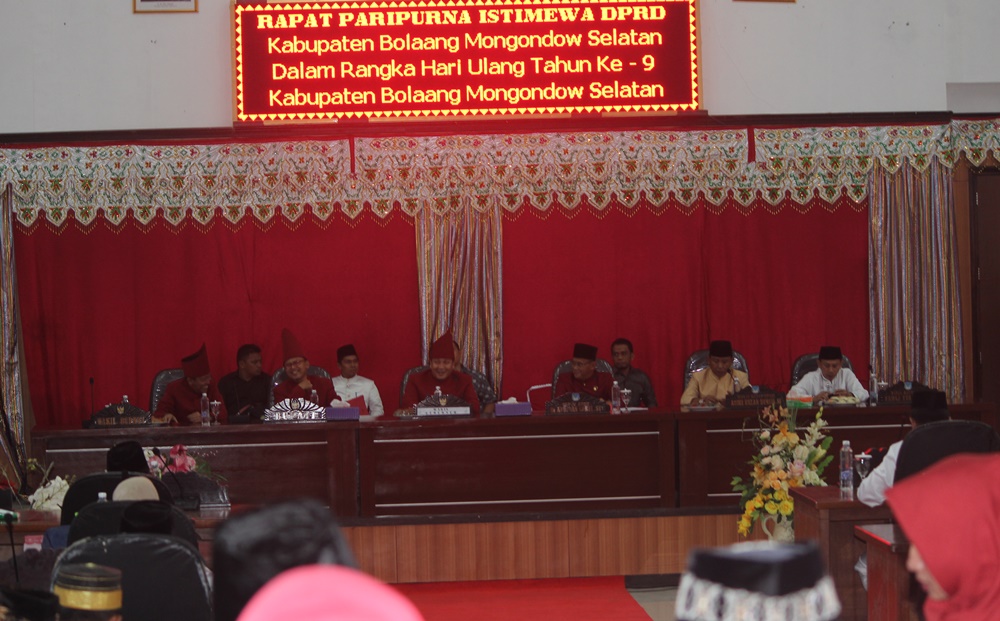 RAPAT PARIPURNA ISTIMEWA DPRD
Kabupaten Bolaang Mongondow Selatan
Dalam Rangka Hari Ulang Tahun Ke - 9
Kabupaten Bolaang Mongondow Selatan